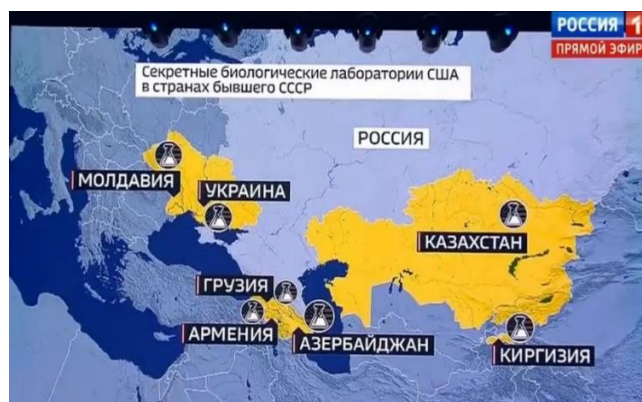 РОССИЯ 1
ПРЯМОЙ ЭФИР
Секретные биологические лаборатории США
в странах бывшего СССР
РОССИЯ
МОЛДАВИЯ
УКРАИНА
КАЗАХСТАН
ГРУЗИЯ
АРМЕНИЯ
АЗЕРБАЙДЖАН
КИРГИЗИЯ